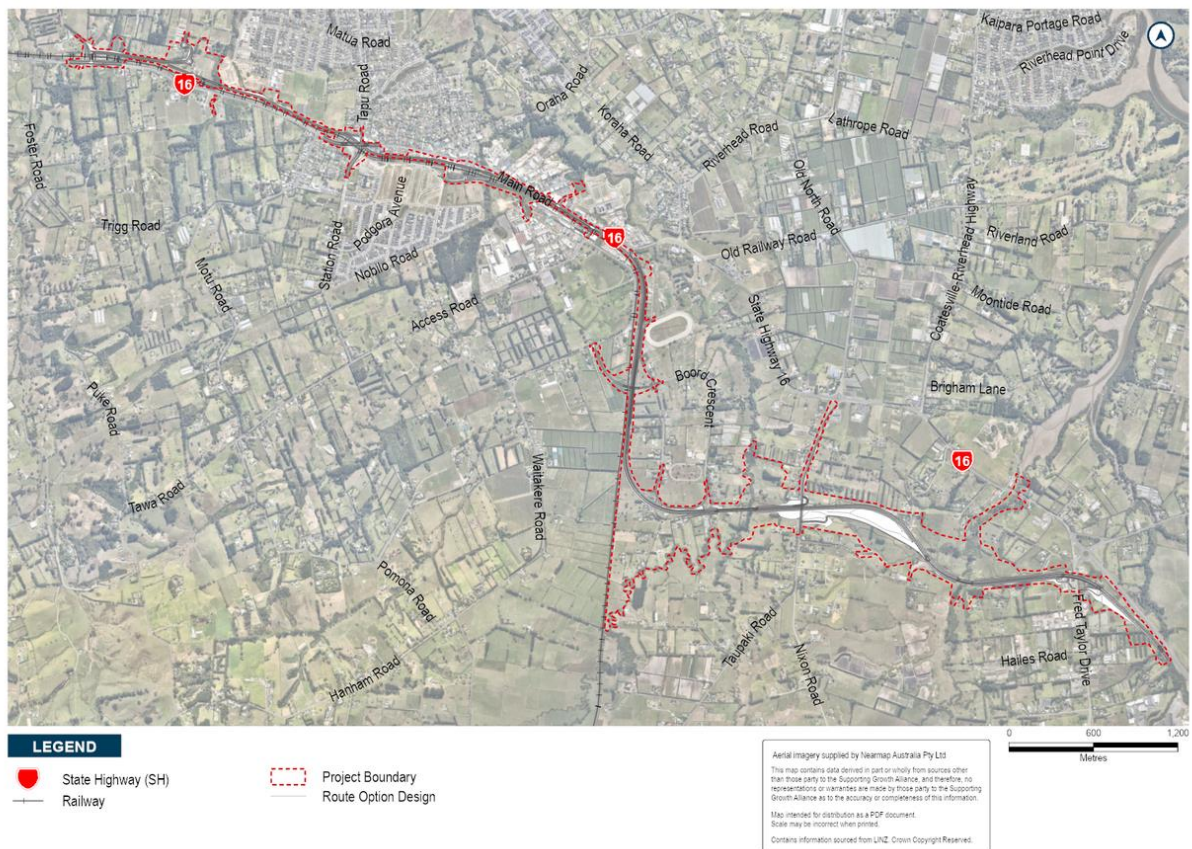 Kaipara Portage Road
Matua Road
Riverhead Point Drive
16
Tapu Road
Oraha Road
Koraha Road
Riverhead Road
Lathrope Road
Foster Road
Main Road
Old North Road
Coatesville-Riverhead Highway
Trigg Road
Station Road
Podgora Avenue
Nobilo Road
16
Old Railway Road
Riverland Road
Motu Road
Access Road
State Highway 16
Moontide Road
Puke Road
Boord Crescent
Brigham Lane
Tawa Road
Waitakere Road
16
Pomona Road
Hanham Road
Taupaki Road
Nixon Road
Hailes Road
Fred Taylor Drive
LEGEND
State Highway (SH)
Railway
Project Boundary
Route Option Design
Aerial imagery supplied by Nearmap Australia Pty Ltd
This map contains data derived in part or wholly from sources other
than those party to the Supporting Growth Alliance, and therefore, no
representations or warranties are made by those party to the Supporting
Growth Alliance as to the accuracy or completeness of this information.
Map intended for distribution as a PDF document.
Scale may be incorrect when printed.
Contains information sourced from LINZ. Crown Copyright Reserved.
0 600 1,200
Metres